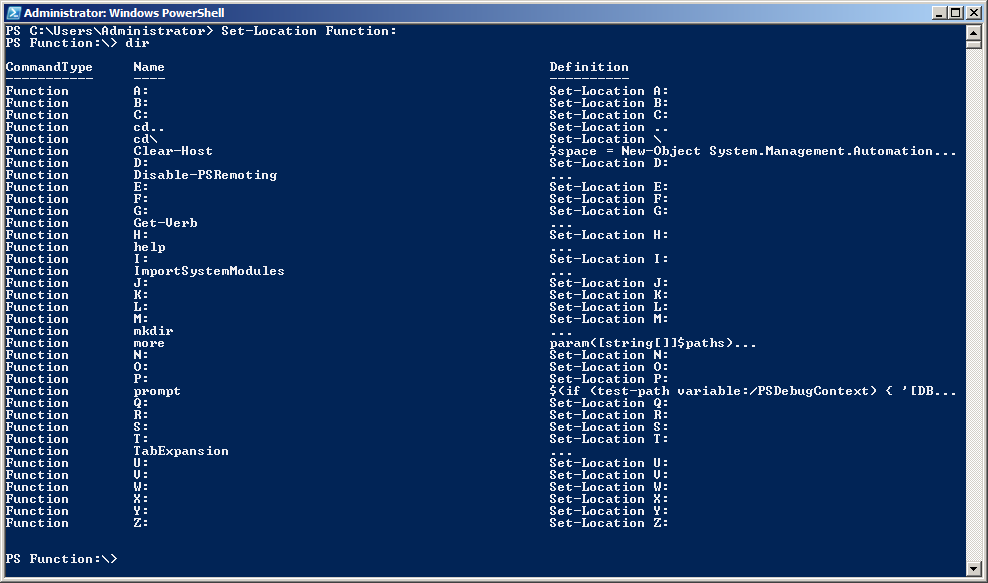 Administrator: Windows PowerShell
PS C:\Users\Administrator> Set-Location Function:
PS Function:\> dir
CommandType     Name                                                Definition
-----------     ----                                                ----------
Function        A:                                                  Set-Location A:
Function        B:                                                  Set-Location B:
Function        C:                                                  Set-Location C:
Function        cd..                                                Set-Location ..
Function        cd\                                                 Set-Location \
Function        Clear-Host                                          $space = New-Object System.Management.Automation...
Function        D:                                                  Set-Location D:
Function        Disable-PSRemoting                                  ...
Function        E:                                                  Set-Location E:
Function        F:                                                  Set-Location F:
Function        G:                                                  Set-Location G:
Function        Get-Verb                                            ...
Function        H:                                                  Set-Location H:
Function        help                                                ...
Function        I:                                                  Set-Location I:
Function        ImportSystemModules                                 ...
Function        J:                                                  Set-Location J:
Function        K:                                                  Set-Location K:
Function        L:                                                  Set-Location L:
Function        M:                                                  Set-Location M:
Function        mkdir                                               ...
Function        more                                                param([string[]]$paths)...
Function        N:                                                  Set-Location N:
Function        O:                                                  Set-Location O:
Function        P:                                                  Set-Location P:
Function        prompt                                              $(if (test-path variable:/PSDebugContext) { '[DB...
Function        Q:                                                  Set-Location Q:
Function        R:                                                  Set-Location R:
Function        S:                                                  Set-Location S:
Function        T:                                                  Set-Location T:
Function        TabExpansion                                        ...
Function        U:                                                  Set-Location U:
Function        V:                                                  Set-Location V:
Function        W:                                                  Set-Location W:
Function        X:                                                  Set-Location X:
Function        Y:                                                  Set-Location Y:
Function        Z:                                                  Set-Location Z:
PS Function:\>